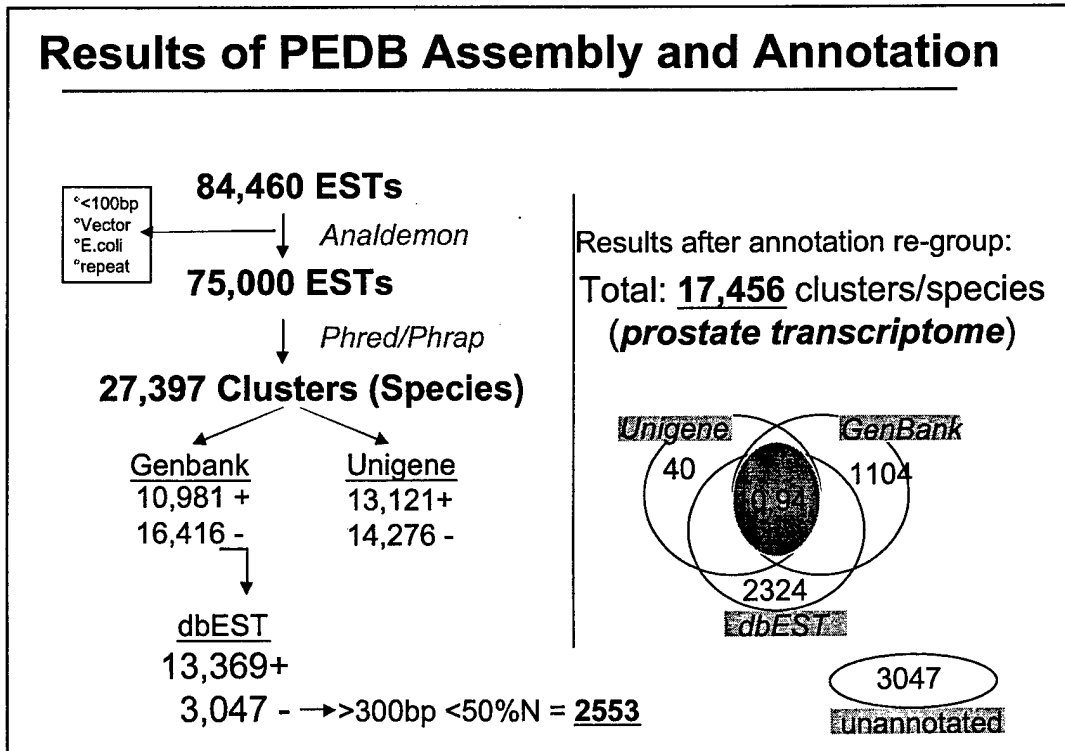 Results of PEDB Assembly and Annotation
84,460 ESTs
°<100bp
°Vector
°E.coli
°repeat
Analdemon
75,000 ESTs
Phred/Phrap
27,397 Clusters (Species)
Genbank
10,981 +
16,416 -
Unigene
13,121+
14,276 -
dbEST
13,369+
3,047 - >300bp <50%N = 2553
Results after annotation re-group:
Total: 17,456 clusters/species
(prostate transcriptome)
Unigene
GenBank
40
1104
2324
dbEST
3047
unannotated